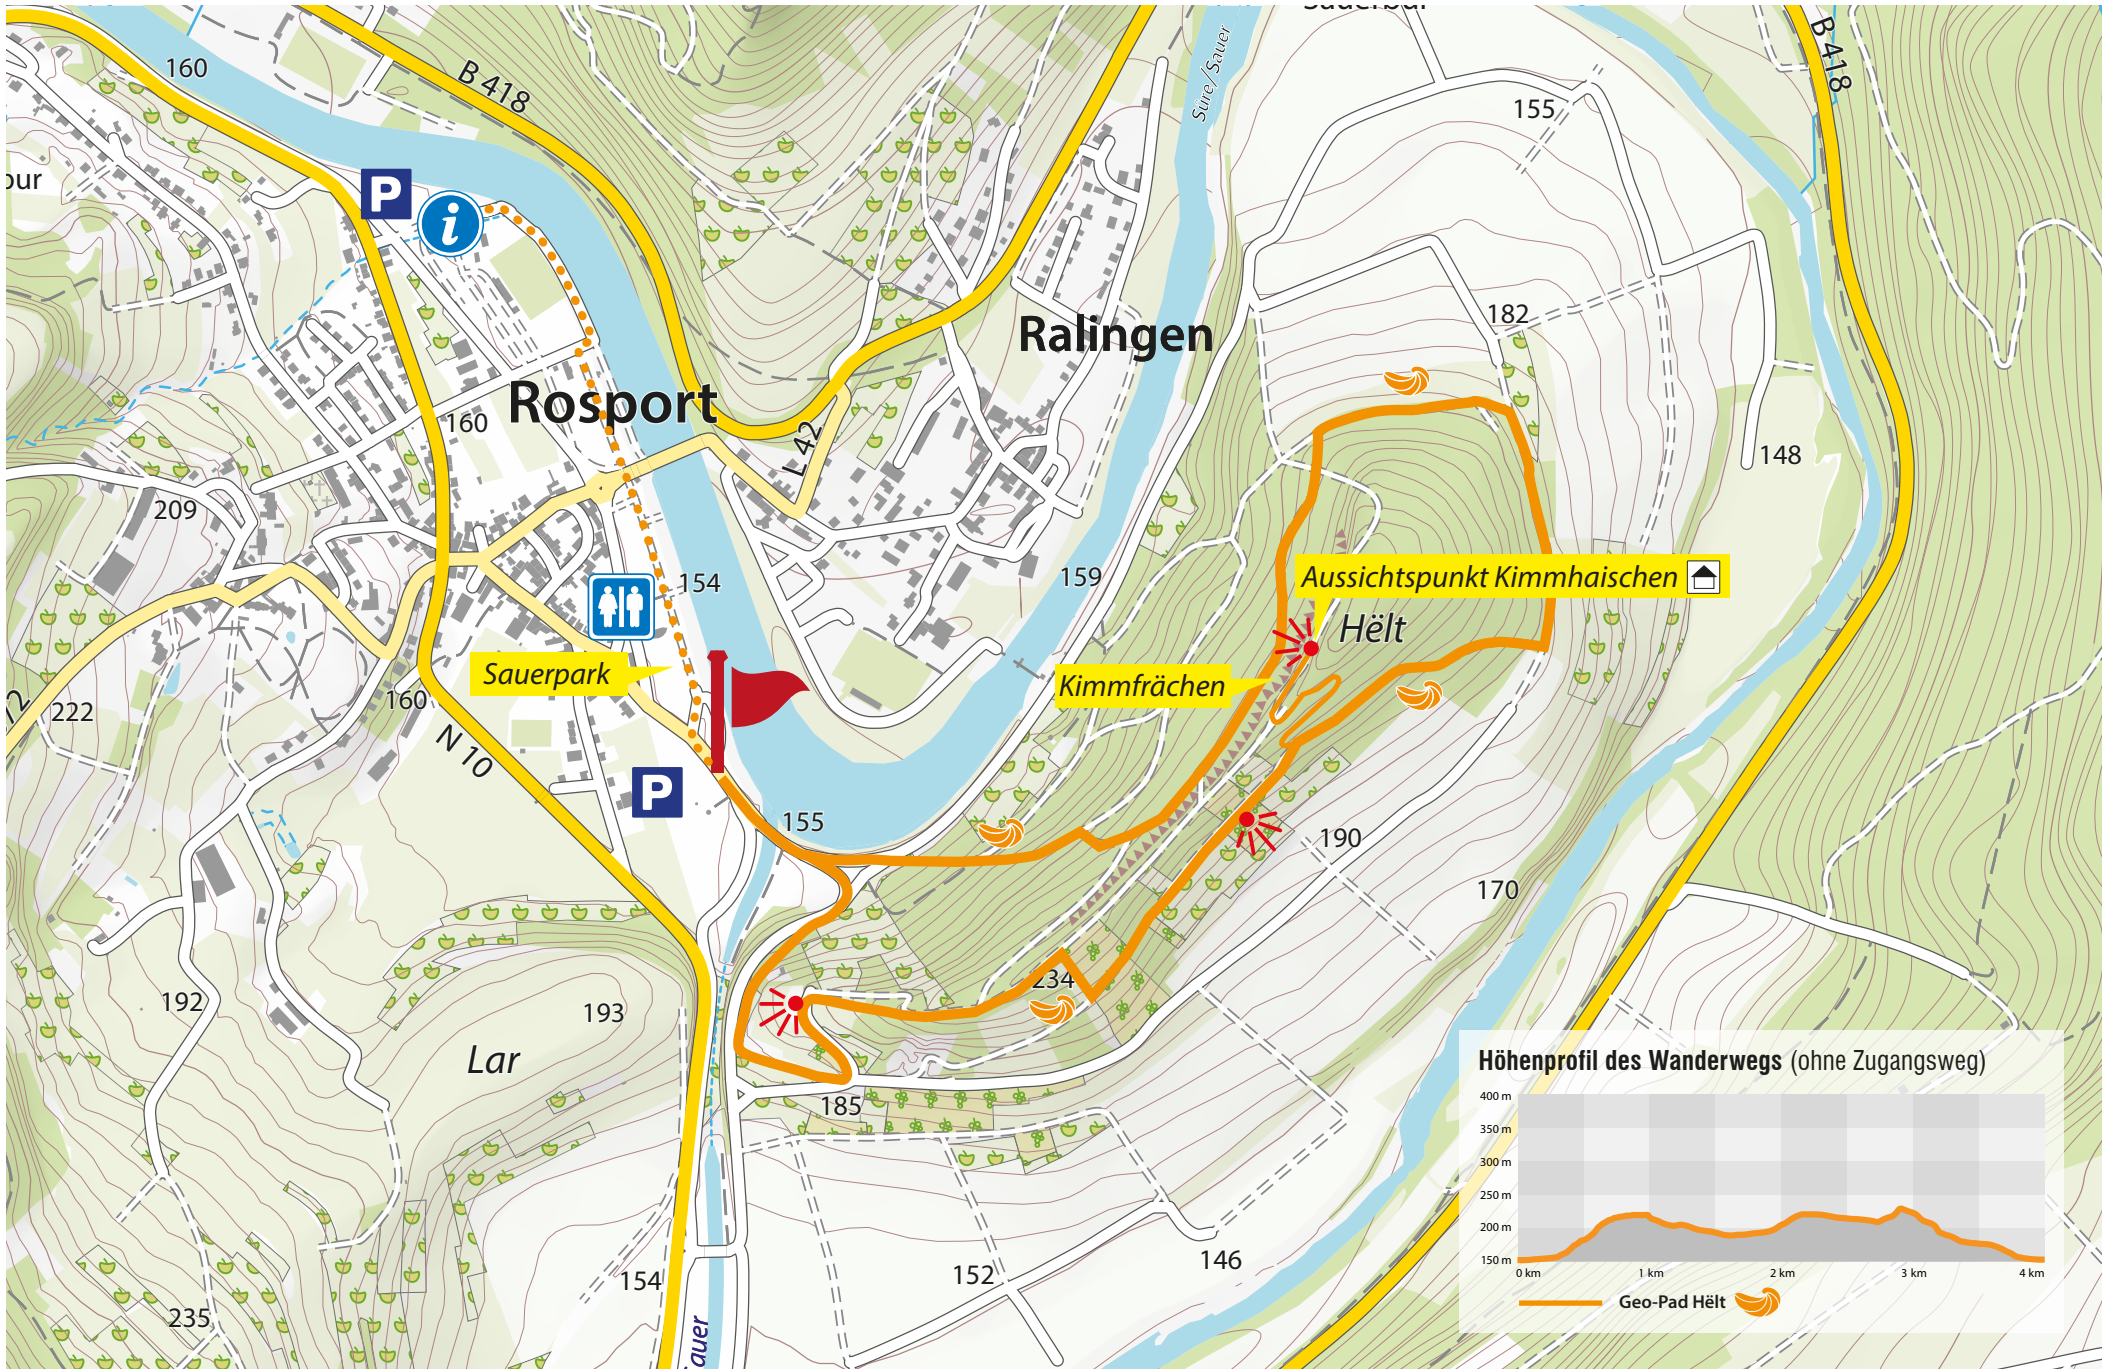 Sauerbur
160
B 418
B 418
Sûre/Sauer
155
P
i
182
Ralingen
Rosport
160
L 42
148
209
159
154
Aussichtspunkt Kimmhaischen
Hëlt
Sauerpark
Kimmfrächen
160
222
N 10
P
155
190
170
234
192
193
Lar
185
Höhenprofil des Wanderwegs (ohne Zugangsweg)
400 m
350 m
300 m
250 m
200 m
150 m
0 km
1 km
2 km
3 km
4 km
Geo-Pad Hëlt
146
152
154
235